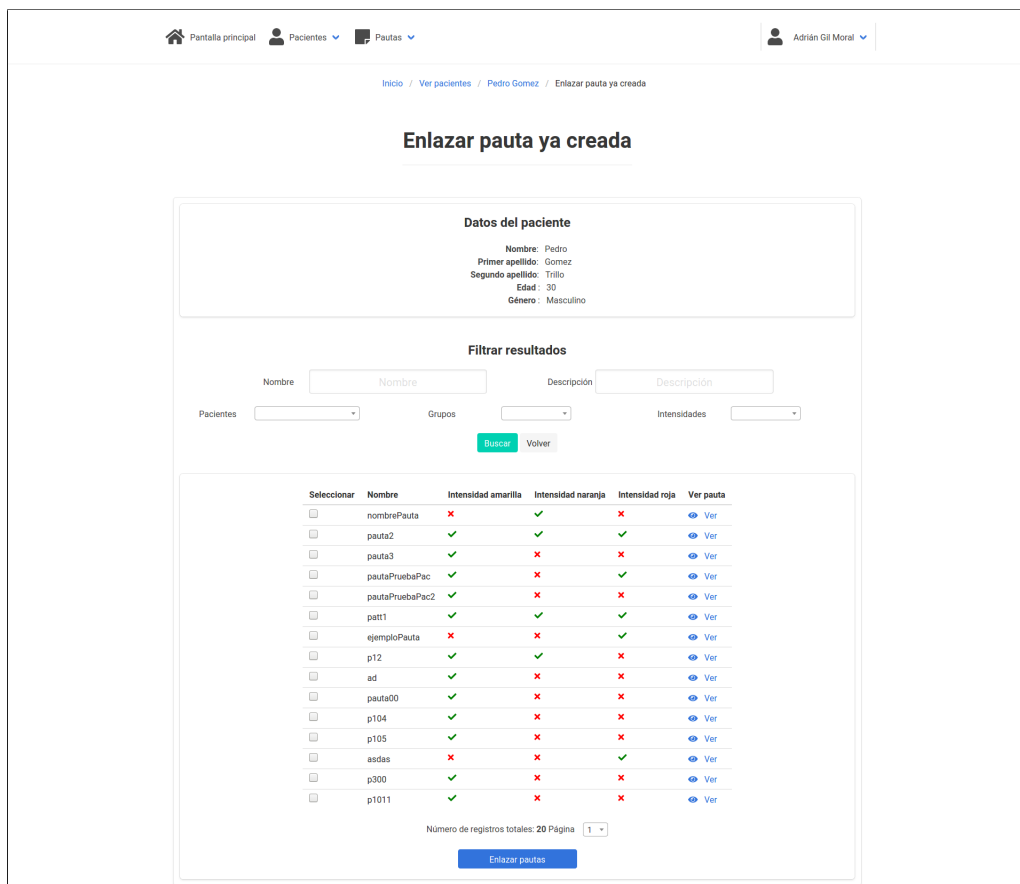 Pantalla principal Pacientes Pautas Adrián Gil Moral
Inicio / Ver pacientes / Pedro Gomez / Enlazar pauta ya creada
Enlazar pauta ya creada
Datos del paciente
Nombre: Pedro
Primer apellido: Gomez
Segundo apellido: Trillo
Edad : 30
Género : Masculino
Filtrar resultados
Nombre Nombre Descripción Descripción
Pacientes Grupos Intensidades
Buscar Volver
Seleccionar Nombre Intensidad amarilla Intensidad naranja Intensidad roja Ver pauta
nombrePauta Ver
pauta2 Ver
pauta3 Ver
pautaPruebaPac Ver
pautaPruebaPac2 Ver
patt1 Ver
ejemploPauta Ver
p12 Ver
ad Ver
pauta00 Ver
p104 Ver
p105 Ver
asdas Ver
p300 Ver
p1011 Ver
Número de registros totales: 20 Página 1
Enlazar pautas